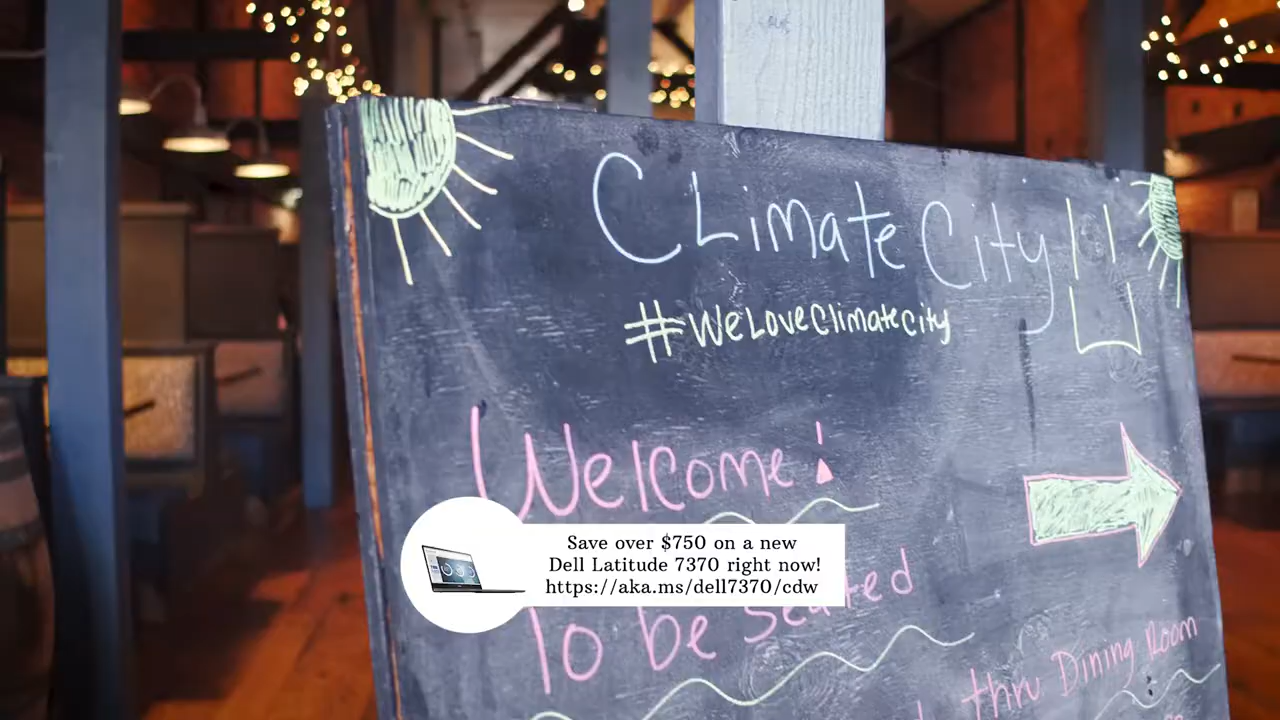 Climate City
#WeLoveClimateCity
Welcome!
Save over $750 on a new
Dell Latitude 7370 right now!
https://aka.ms/dell7370/cdw
To be Seated
thru Dining Room